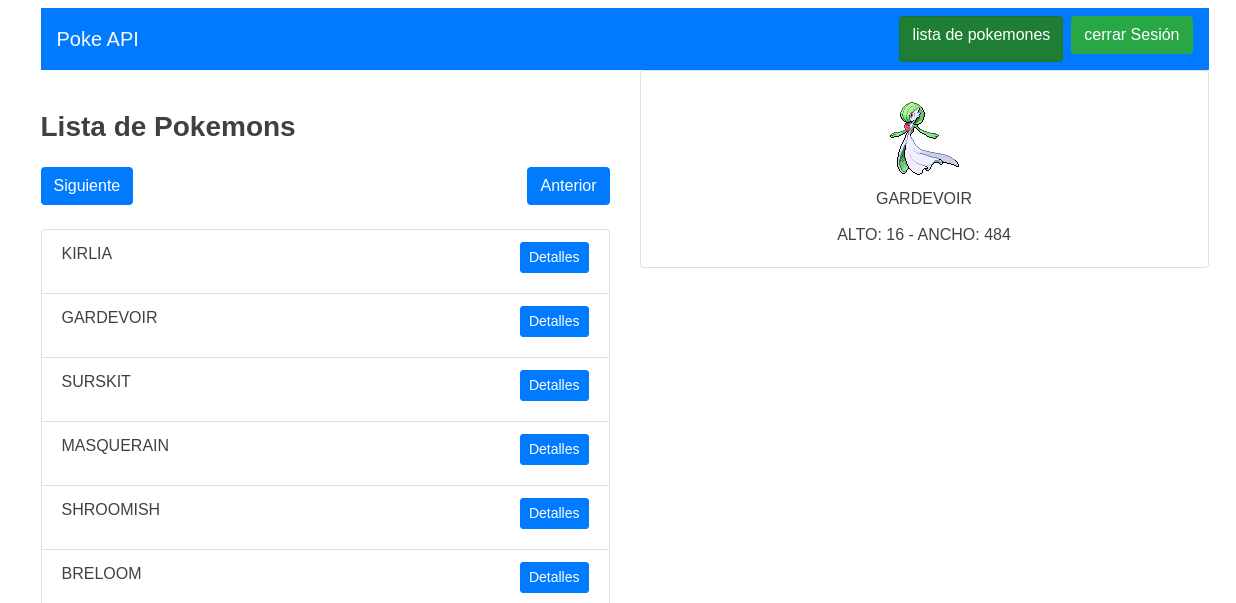 Poke API
lista de pokemones
cerrar Sesión
Lista de Pokemons
Siguiente
Anterior
KIRLIA
Detalles
GARDEVOIR
Detalles
SURSKIT
Detalles
MASQUERAIN
Detalles
SHROOMISH
Detalles
BRELOOM
Detalles
GARDEVOIR
ALTO: 16 - ANCHO: 484